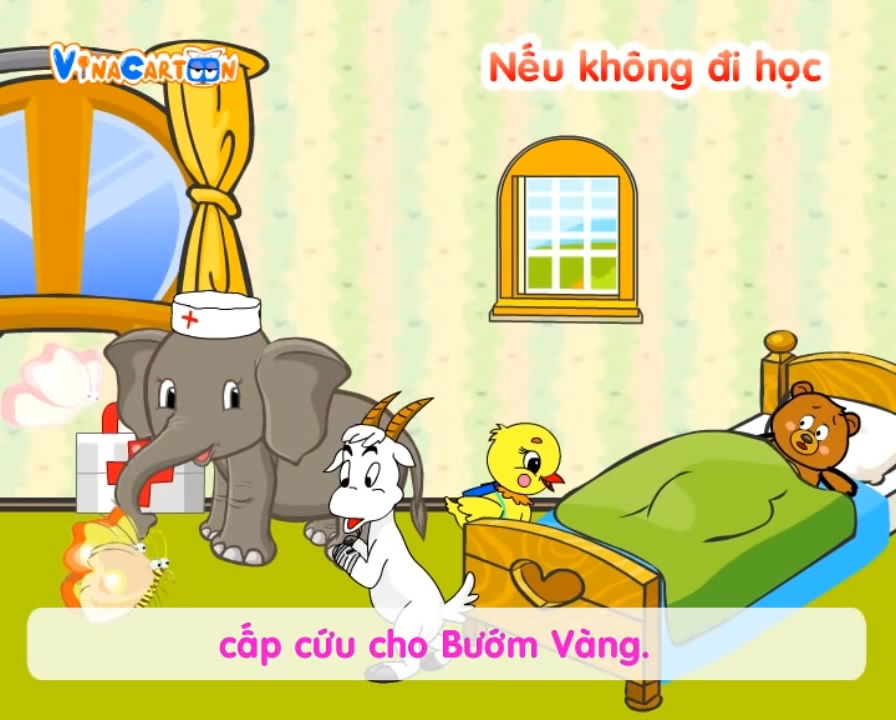 VINACARTOON
Nếu không đi học
cấp cứu cho Bướm Vàng.